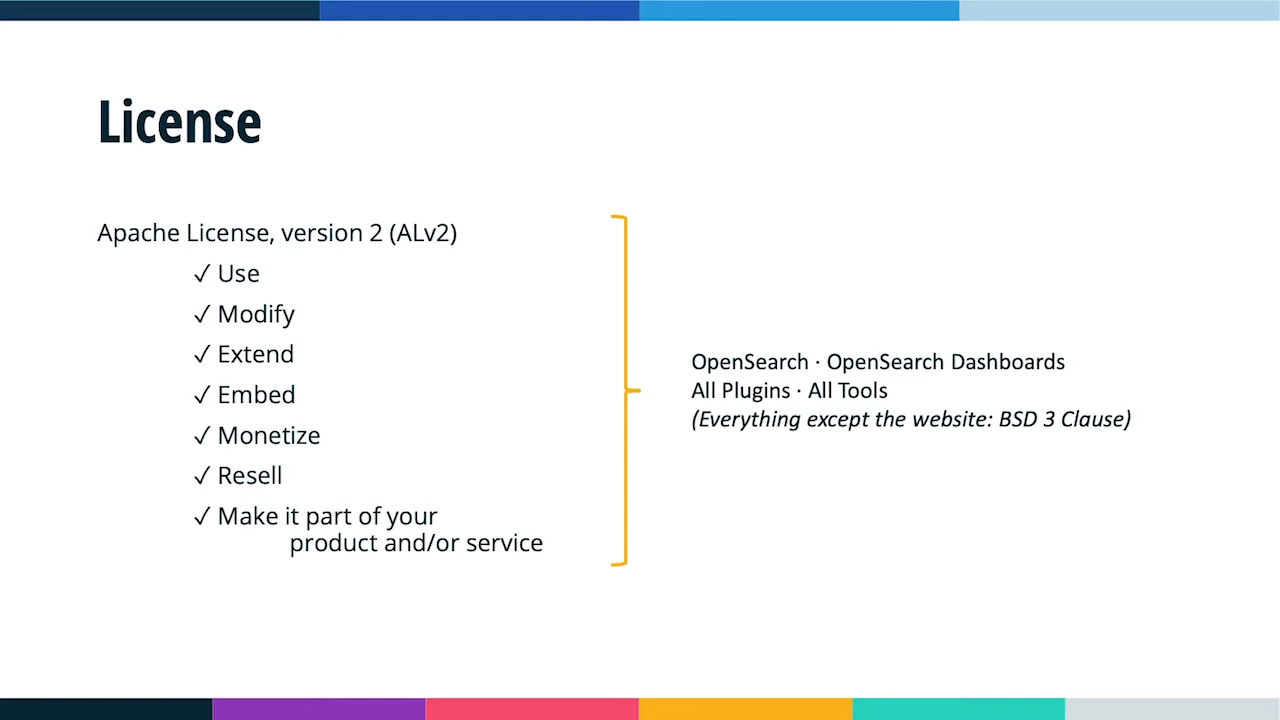 License
Apache License, version 2 (ALv2)
✓ Use
✓ Modify
✓ Extend
✓ Embed
✓ Monetize
✓ Resell
✓ Make it part of your
product and/or service
OpenSearch · OpenSearch Dashboards
All Plugins · All Tools
(Everything except the website: BSD 3 Clause)